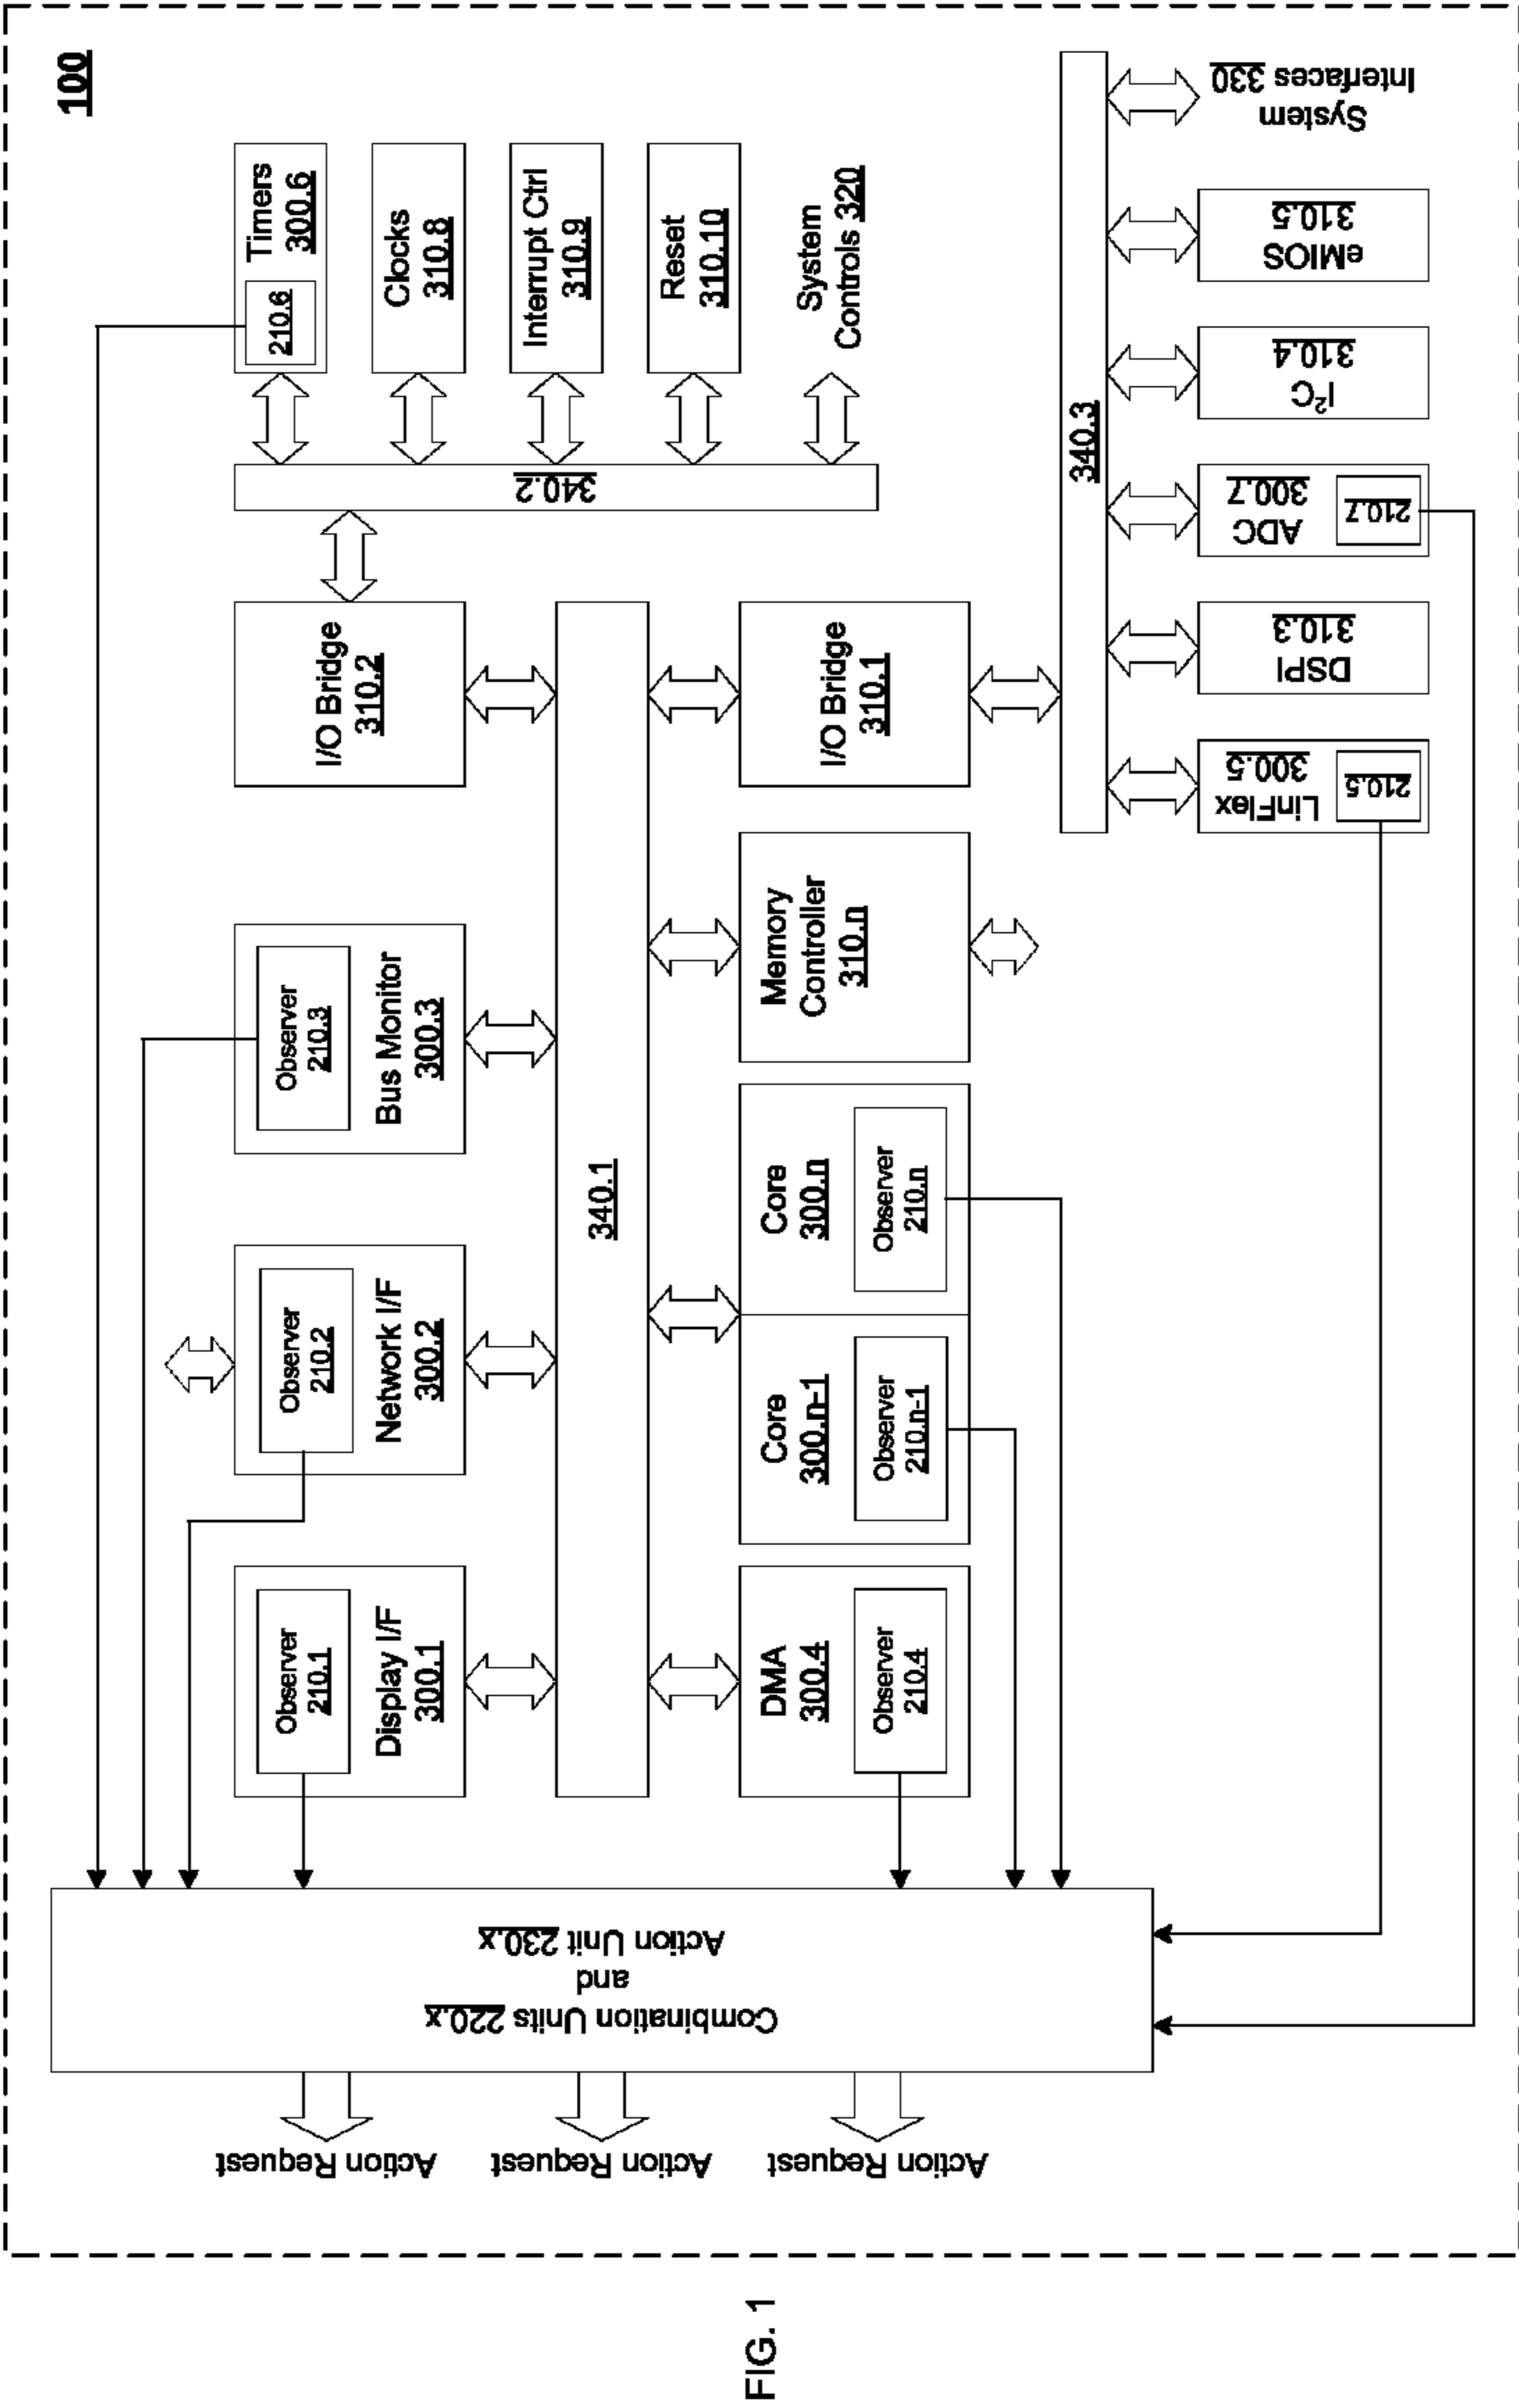 100
Action Request
Action Request
Action Request
Combination Units 220.x
and
Action Unit 230.x
Observer
210.1
Display I/F
300.1
Observer
210.2
Network I/F
300.2
Observer
210.3
Bus Monitor
300.3
I/O Bridge
310.2
340.2
210.6
Timers
300.6
Clocks
310.8
Interrupt Ctrl
310.9
Reset
310.10
System
Controls 320
340.1
DMA
300.4
Observer
210.4
Core
300.n-1
Observer
210.n-1
Core
300.n
Observer
210.n
Memory
Controller
310.n
I/O Bridge
310.1
340.3
LinFlex
300.5
210.5
DSPI
310.3
ADC
300.7
210.7
I²C
310.4
eMIOS
310.5
System
Interfaces 330
FIG. 1